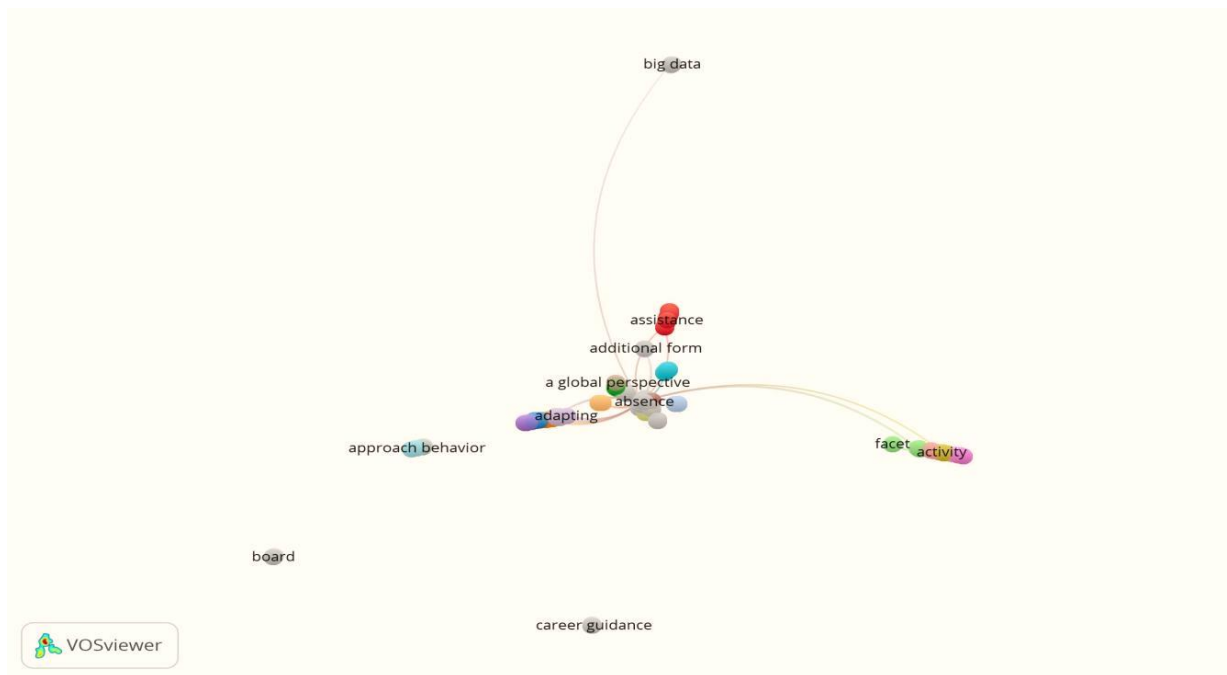 big data
assistance
additional form
a global perspective
absence
adapting
approach behavior
facet
activity
board
career guidance
VOSviewer